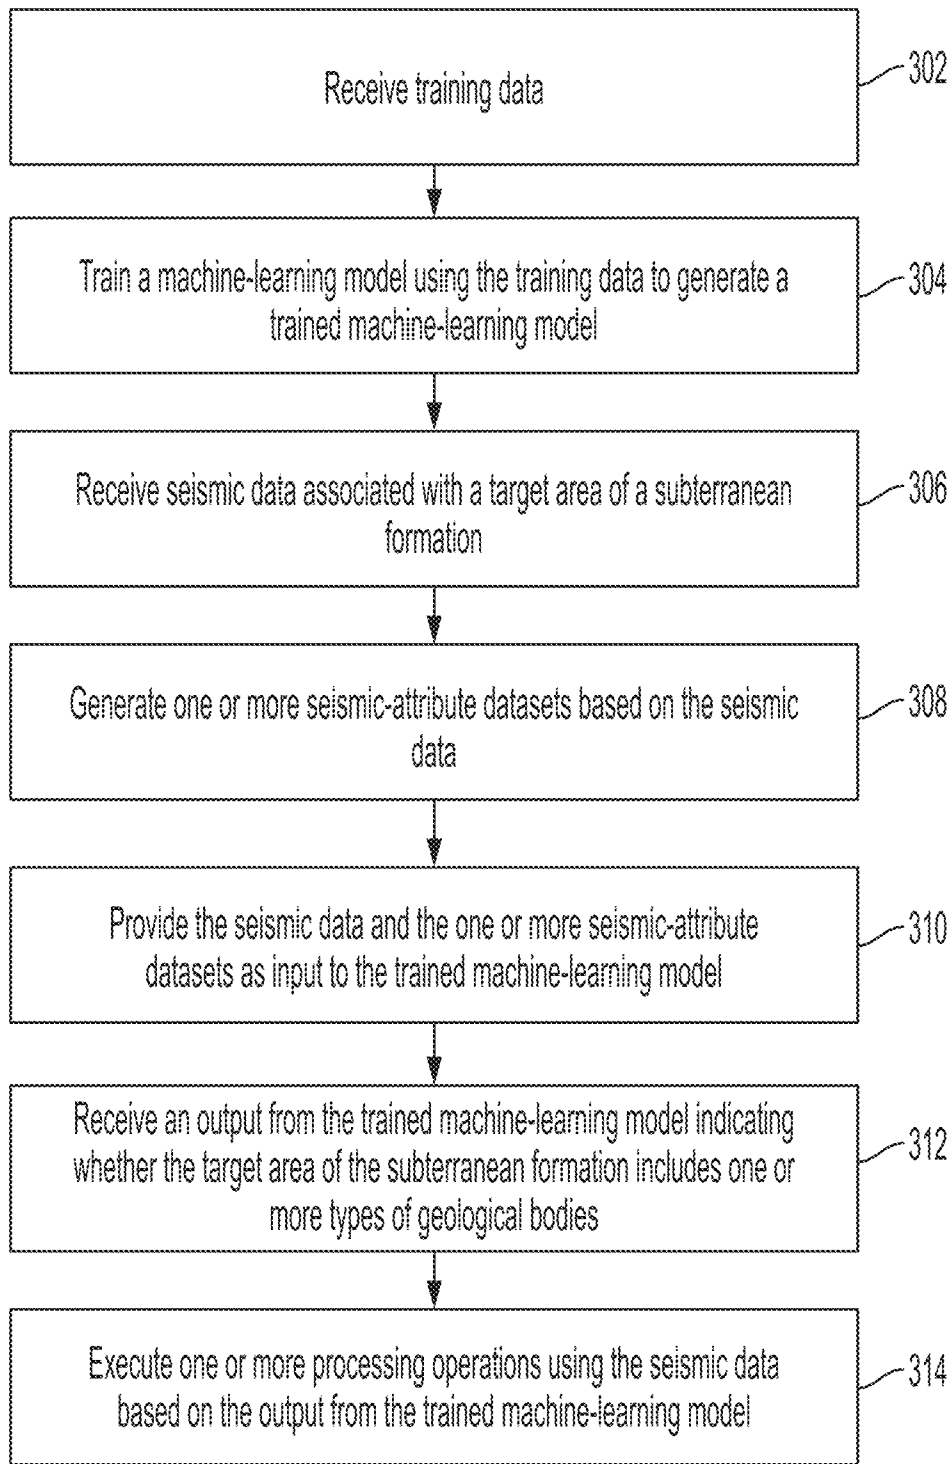 Receive training data
302
Train a machine-learning model using the training data to generate a
trained machine-learning model
304
Receive seismic data associated with a target area of a subterranean
formation
306
Generate one or more seismic-attribute datasets based on the seismic
data
308
Provide the seismic data and the one or more seismic-attribute
datasets as input to the trained machine-learning model
310
Receive an output from the trained machine-learning model indicating
whether the target area of the subterranean formation includes one or
more types of geological bodies
312
Execute one or more processing operations using the seismic data
based on the output from the trained machine-learning model
314